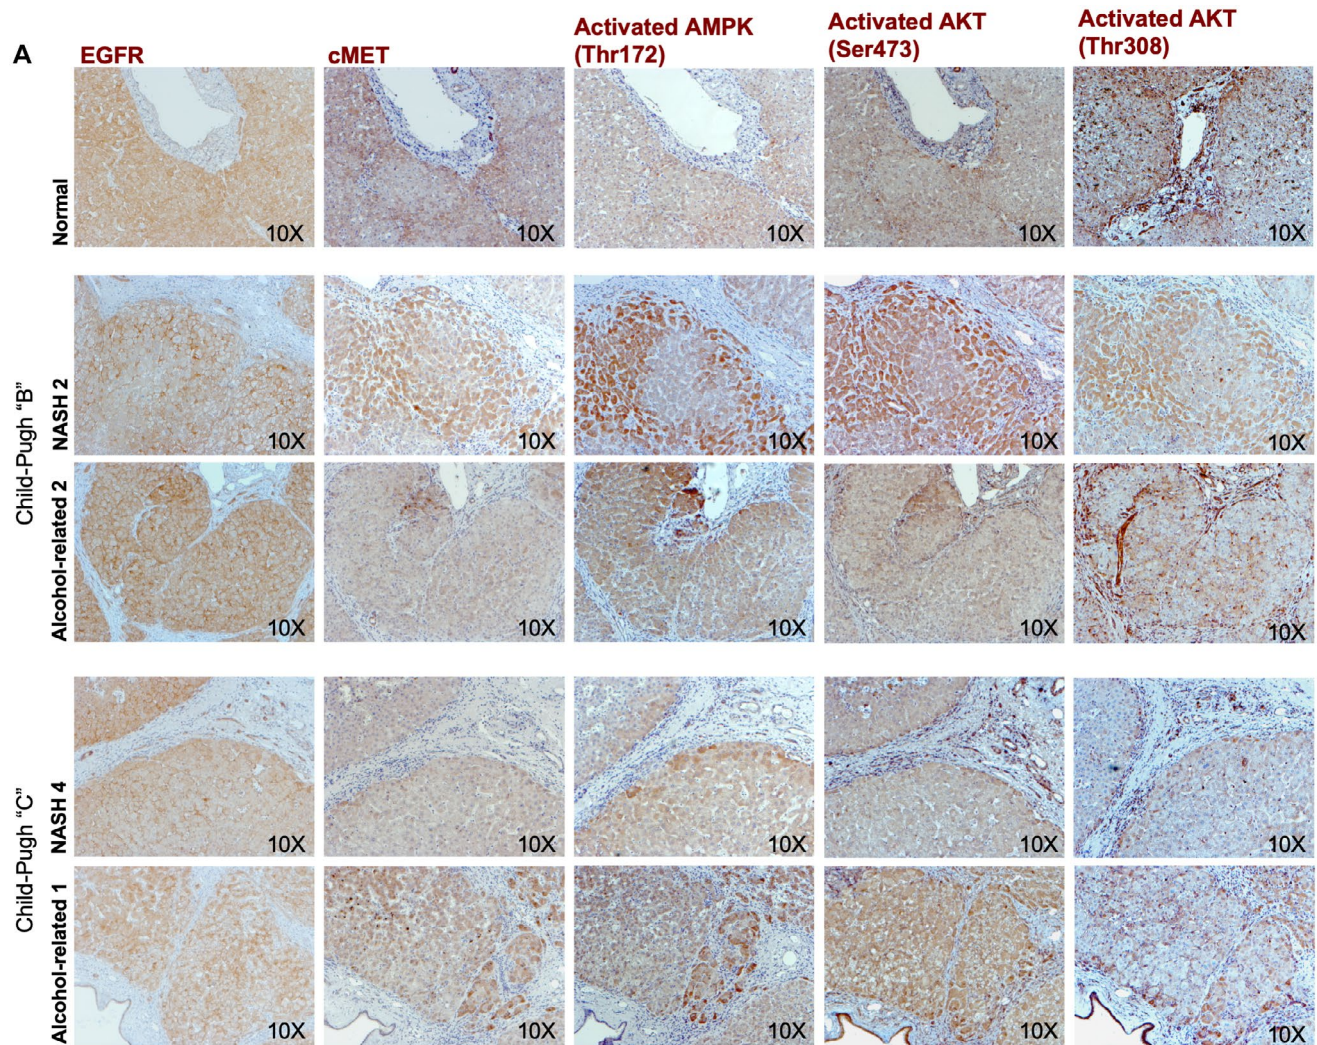 A
EGFR
cMET
Activated AMPK
(Thr172)
Activated AKT
(Ser473)
Activated AKT
(Thr308)
Normal
10X
10X
10X
10X
10X
Child-Pugh “B”
NASH 2
10X
10X
10X
10X
10X
Alcohol-related 2
10X
10X
10X
10X
10X
Child-Pugh “C”
NASH 4
10X
10X
10X
10X
10X
Alcohol-related 1
10X
10X
10X
10X
10X